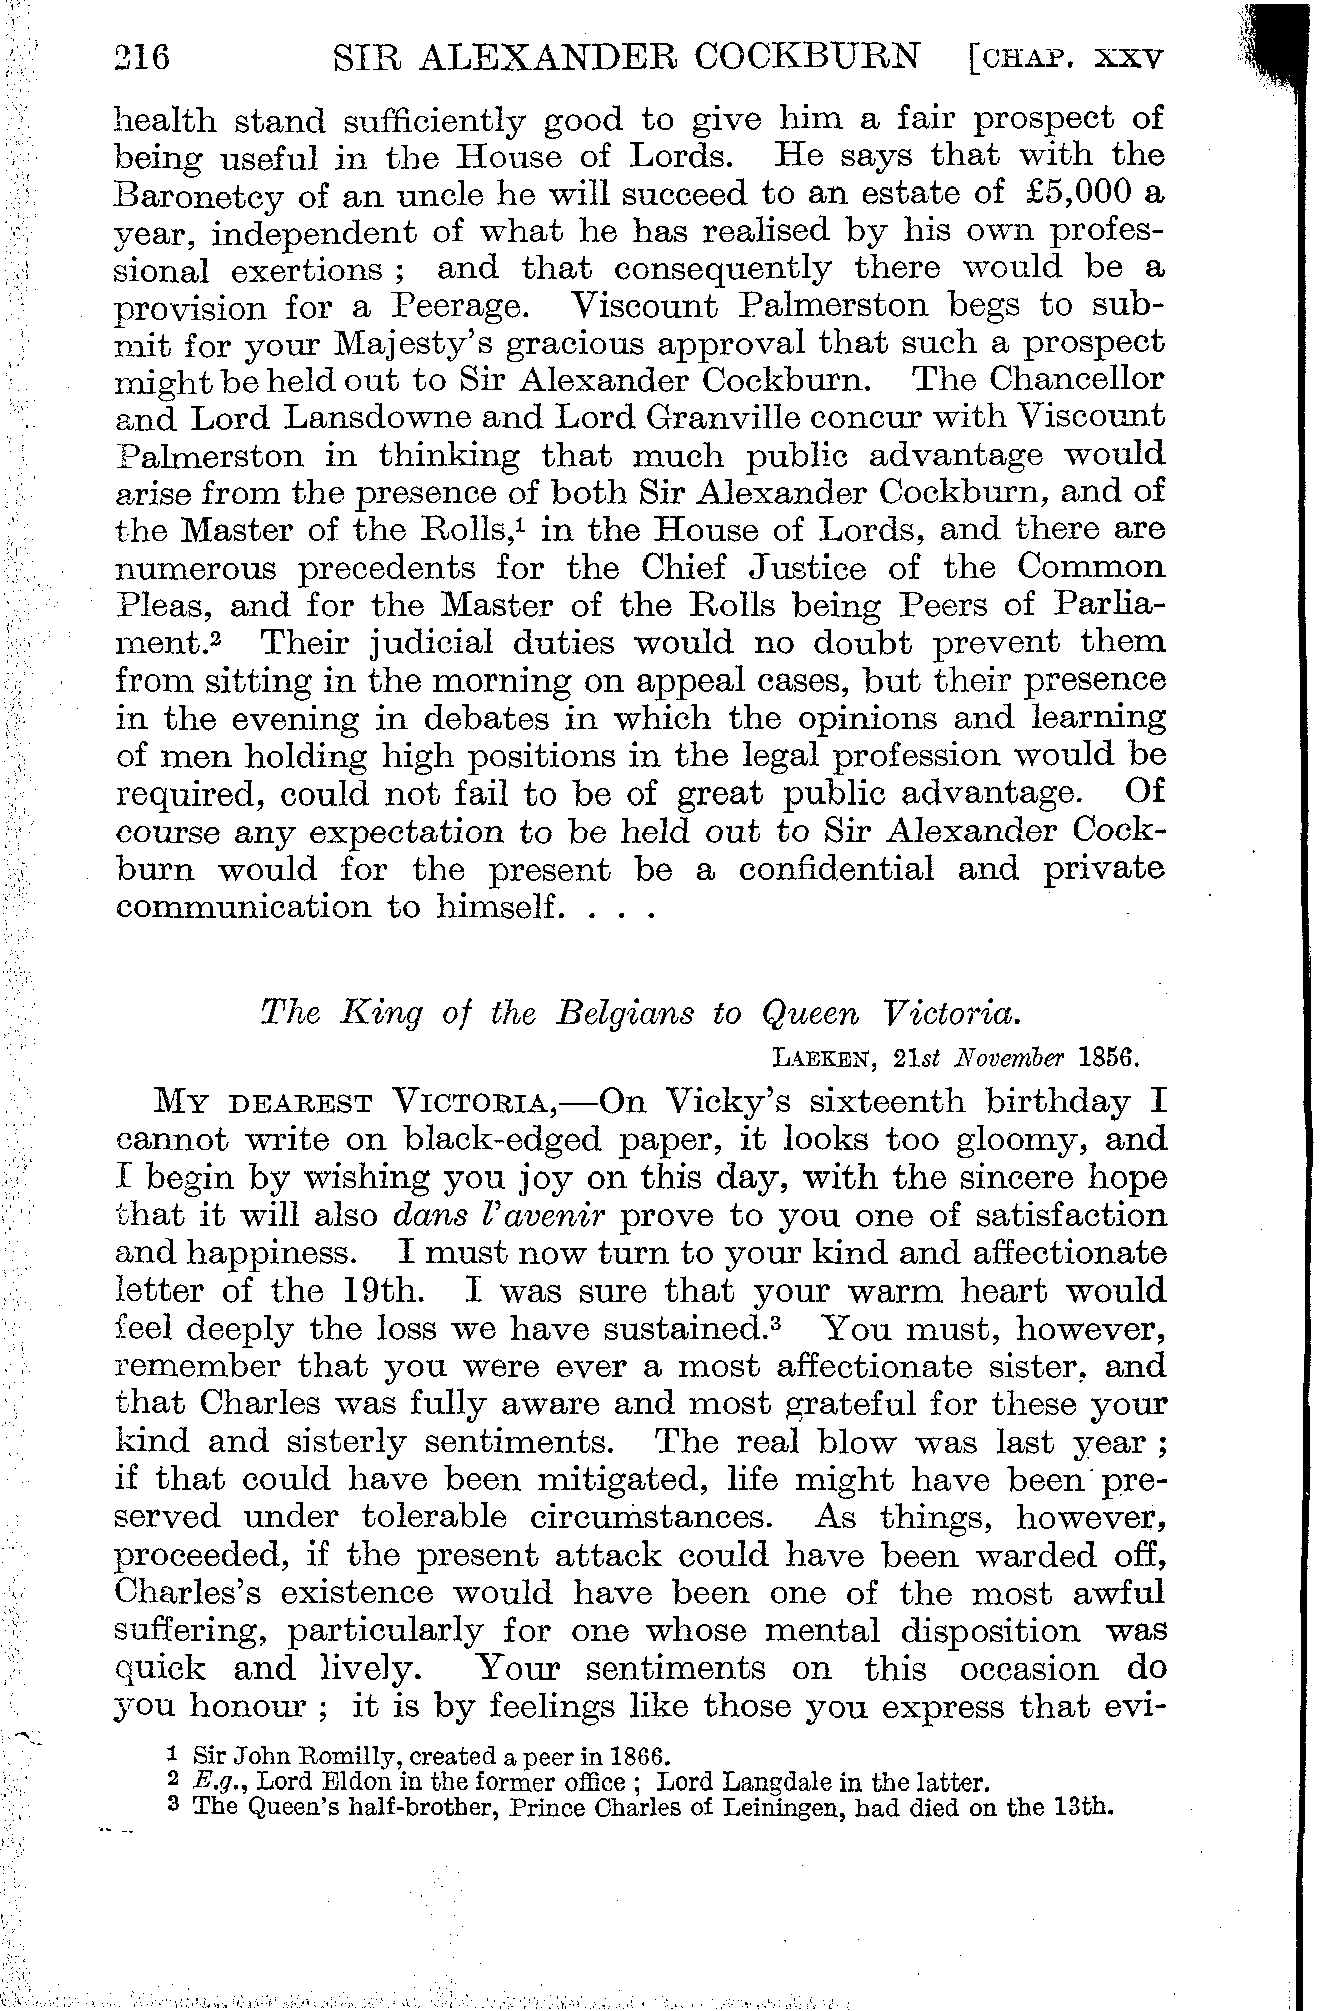 216 SIR ALEXANDER COCKBURN [CHAP. XXV
health stand sufficiently good to give him a fair prospect of
being useful in the House of Lords. He says that with the
Baronetcy of an uncle he will succeed to an estate of £5,000 a
year, independent of what he has realised by his own profes-
sional exertions ; and that consequently there would be a
provision for a Peerage. Viscount Palmerston begs to sub-
mit for your Majesty's gracious approval that such a prospect
might be held out to Sir Alexander Cockburn. The Chancellor
and Lord Lansdowne and Lord Granville concur with Viscount
Palmerston in thinking that much public advantage would
arise from the presence of both Sir Alexander Cockburn, and of
the Master of the Rolls,¹ in the House of Lords, and there are
numerous precedents for the Chief Justice of the Common
Pleas, and for the Master of the Rolls being Peers of Parlia-
ment.² Their judicial duties would no doubt prevent them
from sitting in the morning on appeal cases, but their presence
in the evening in debates in which the opinions and learning
of men holding high positions in the legal profession would be
required, could not fail to be of great public advantage. Of
course any expectation to be held out to Sir Alexander Cock-
burn would for the present be a confidential and private
communication to himself. . . .
The King of the Belgians to Queen Victoria.
LAEKEN, 21st November 1856.
MY DEAREST VICTORIA,—On Vicky's sixteenth birthday I
cannot write on black-edged paper, it looks too gloomy, and
I begin by wishing you joy on this day, with the sincere hope
that it will also dans l'avenir prove to you one of satisfaction
and happiness. I must now turn to your kind and affectionate
letter of the 19th. I was sure that your warm heart would
feel deeply the loss we have sustained.³ You must, however,
remember that you were ever a most affectionate sister, and
that Charles was fully aware and most grateful for these your
kind and sisterly sentiments. The real blow was last year ;
if that could have been mitigated, life might have been pre-
served under tolerable circumstances. As things, however,
proceeded, if the present attack could have been warded off,
Charles's existence would have been one of the most awful
suffering, particularly for one whose mental disposition was
quick and lively. Your sentiments on this occasion do
you honour ; it is by feelings like those you express that evi-
1 Sir John Romilly, created a peer in 1866.
2 E.g., Lord Eldon in the former office ; Lord Langdale in the latter.
3 The Queen's half-brother, Prince Charles of Leiningen, had died on the 13th.